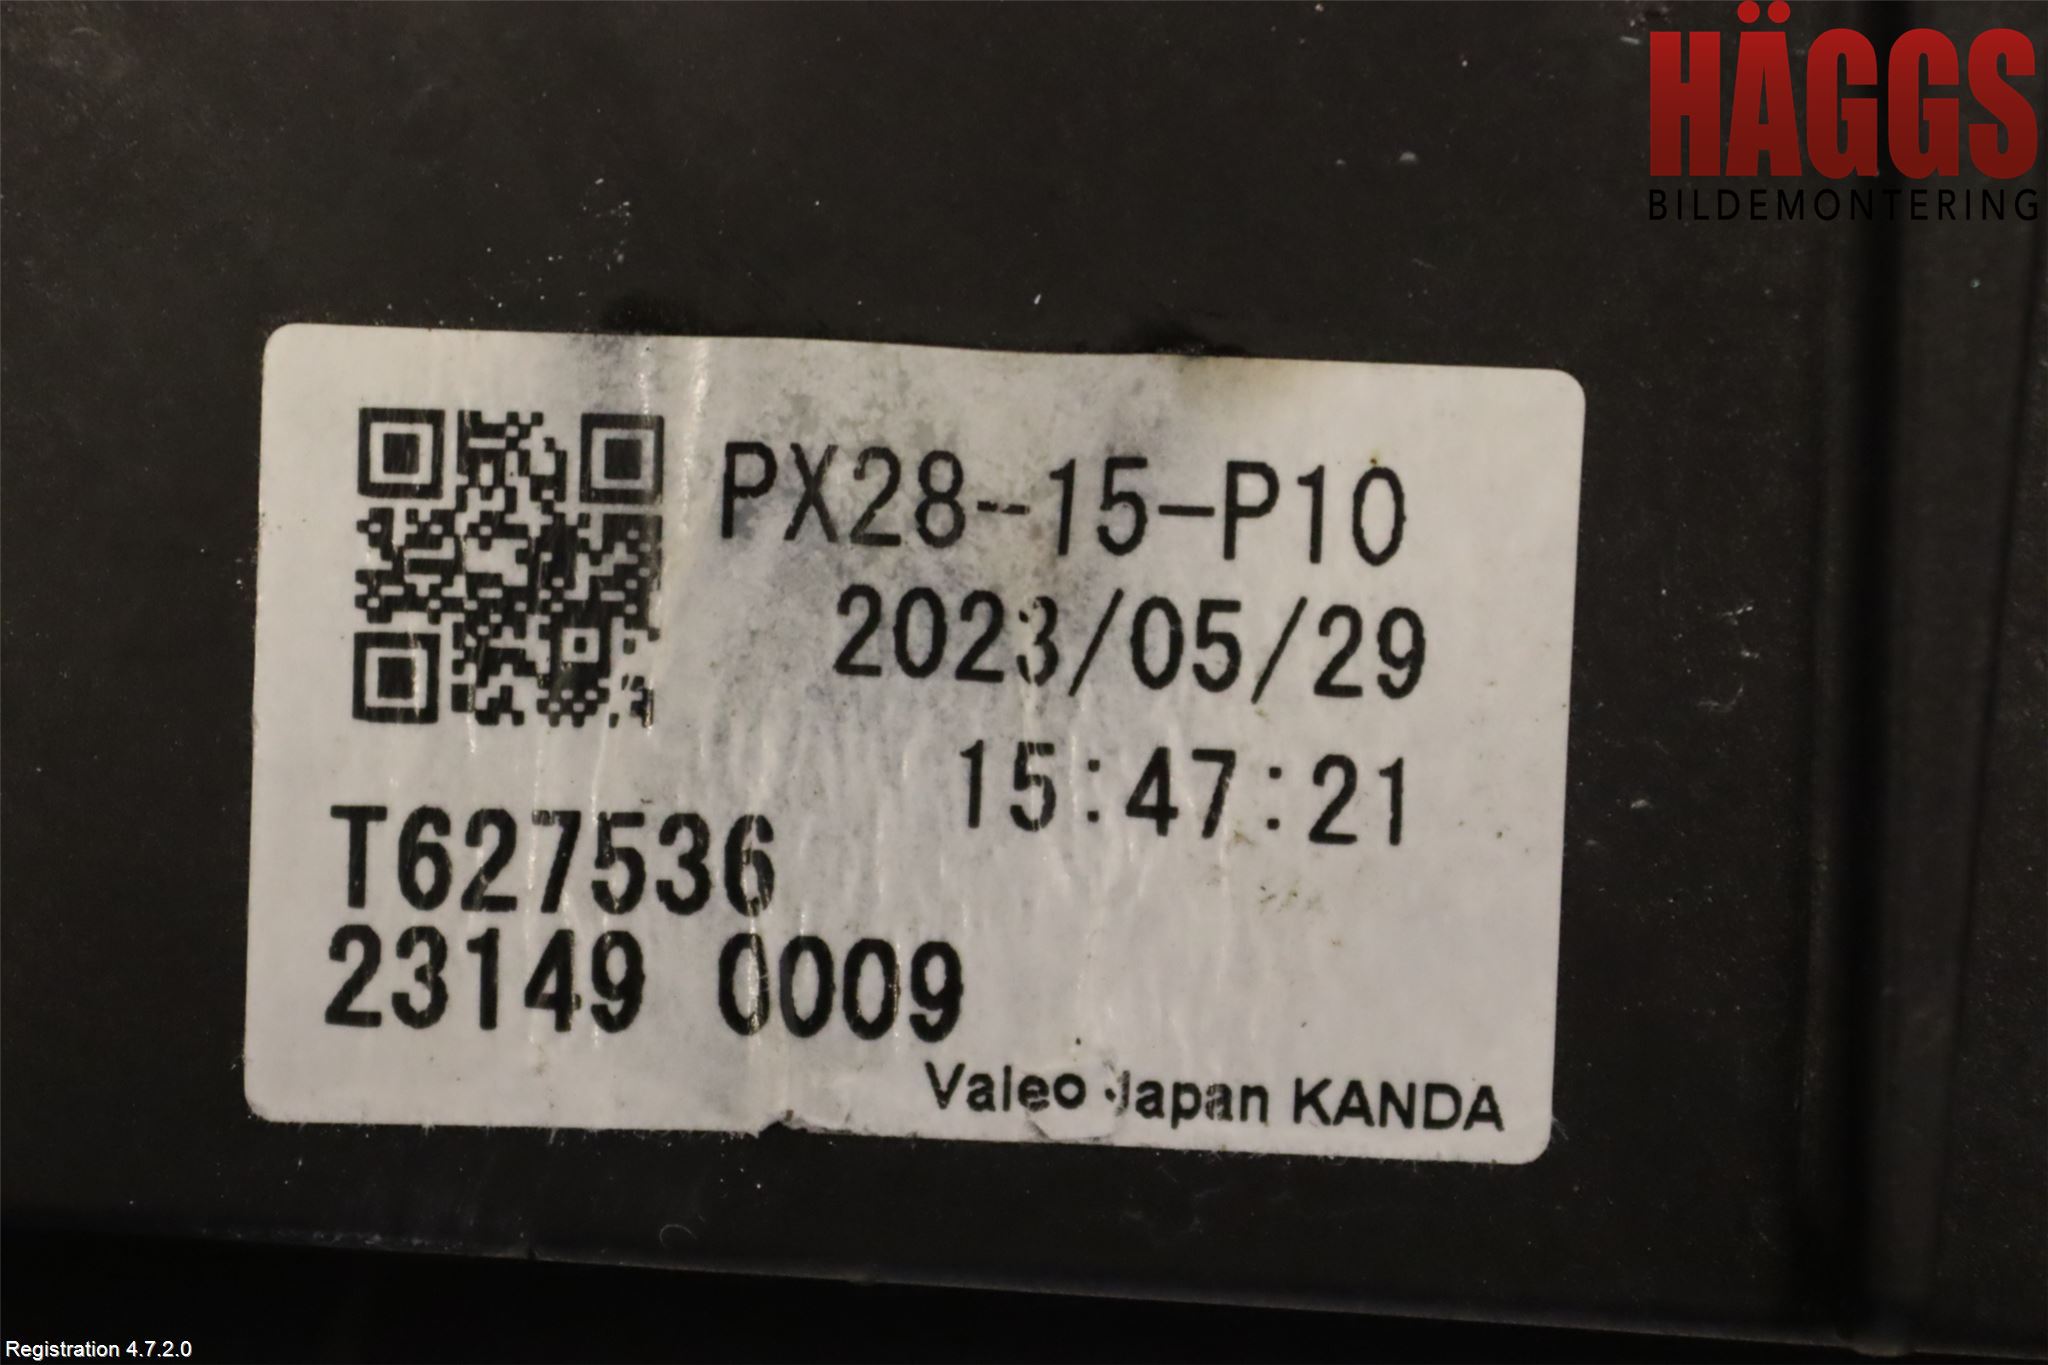 HÄGGS
BILDEMONTERING
PX28-15-P10
2023/05/29
15:47:21
T627536
23149 0009
Valeo Japan KANDA
Registration 4.7.2.0